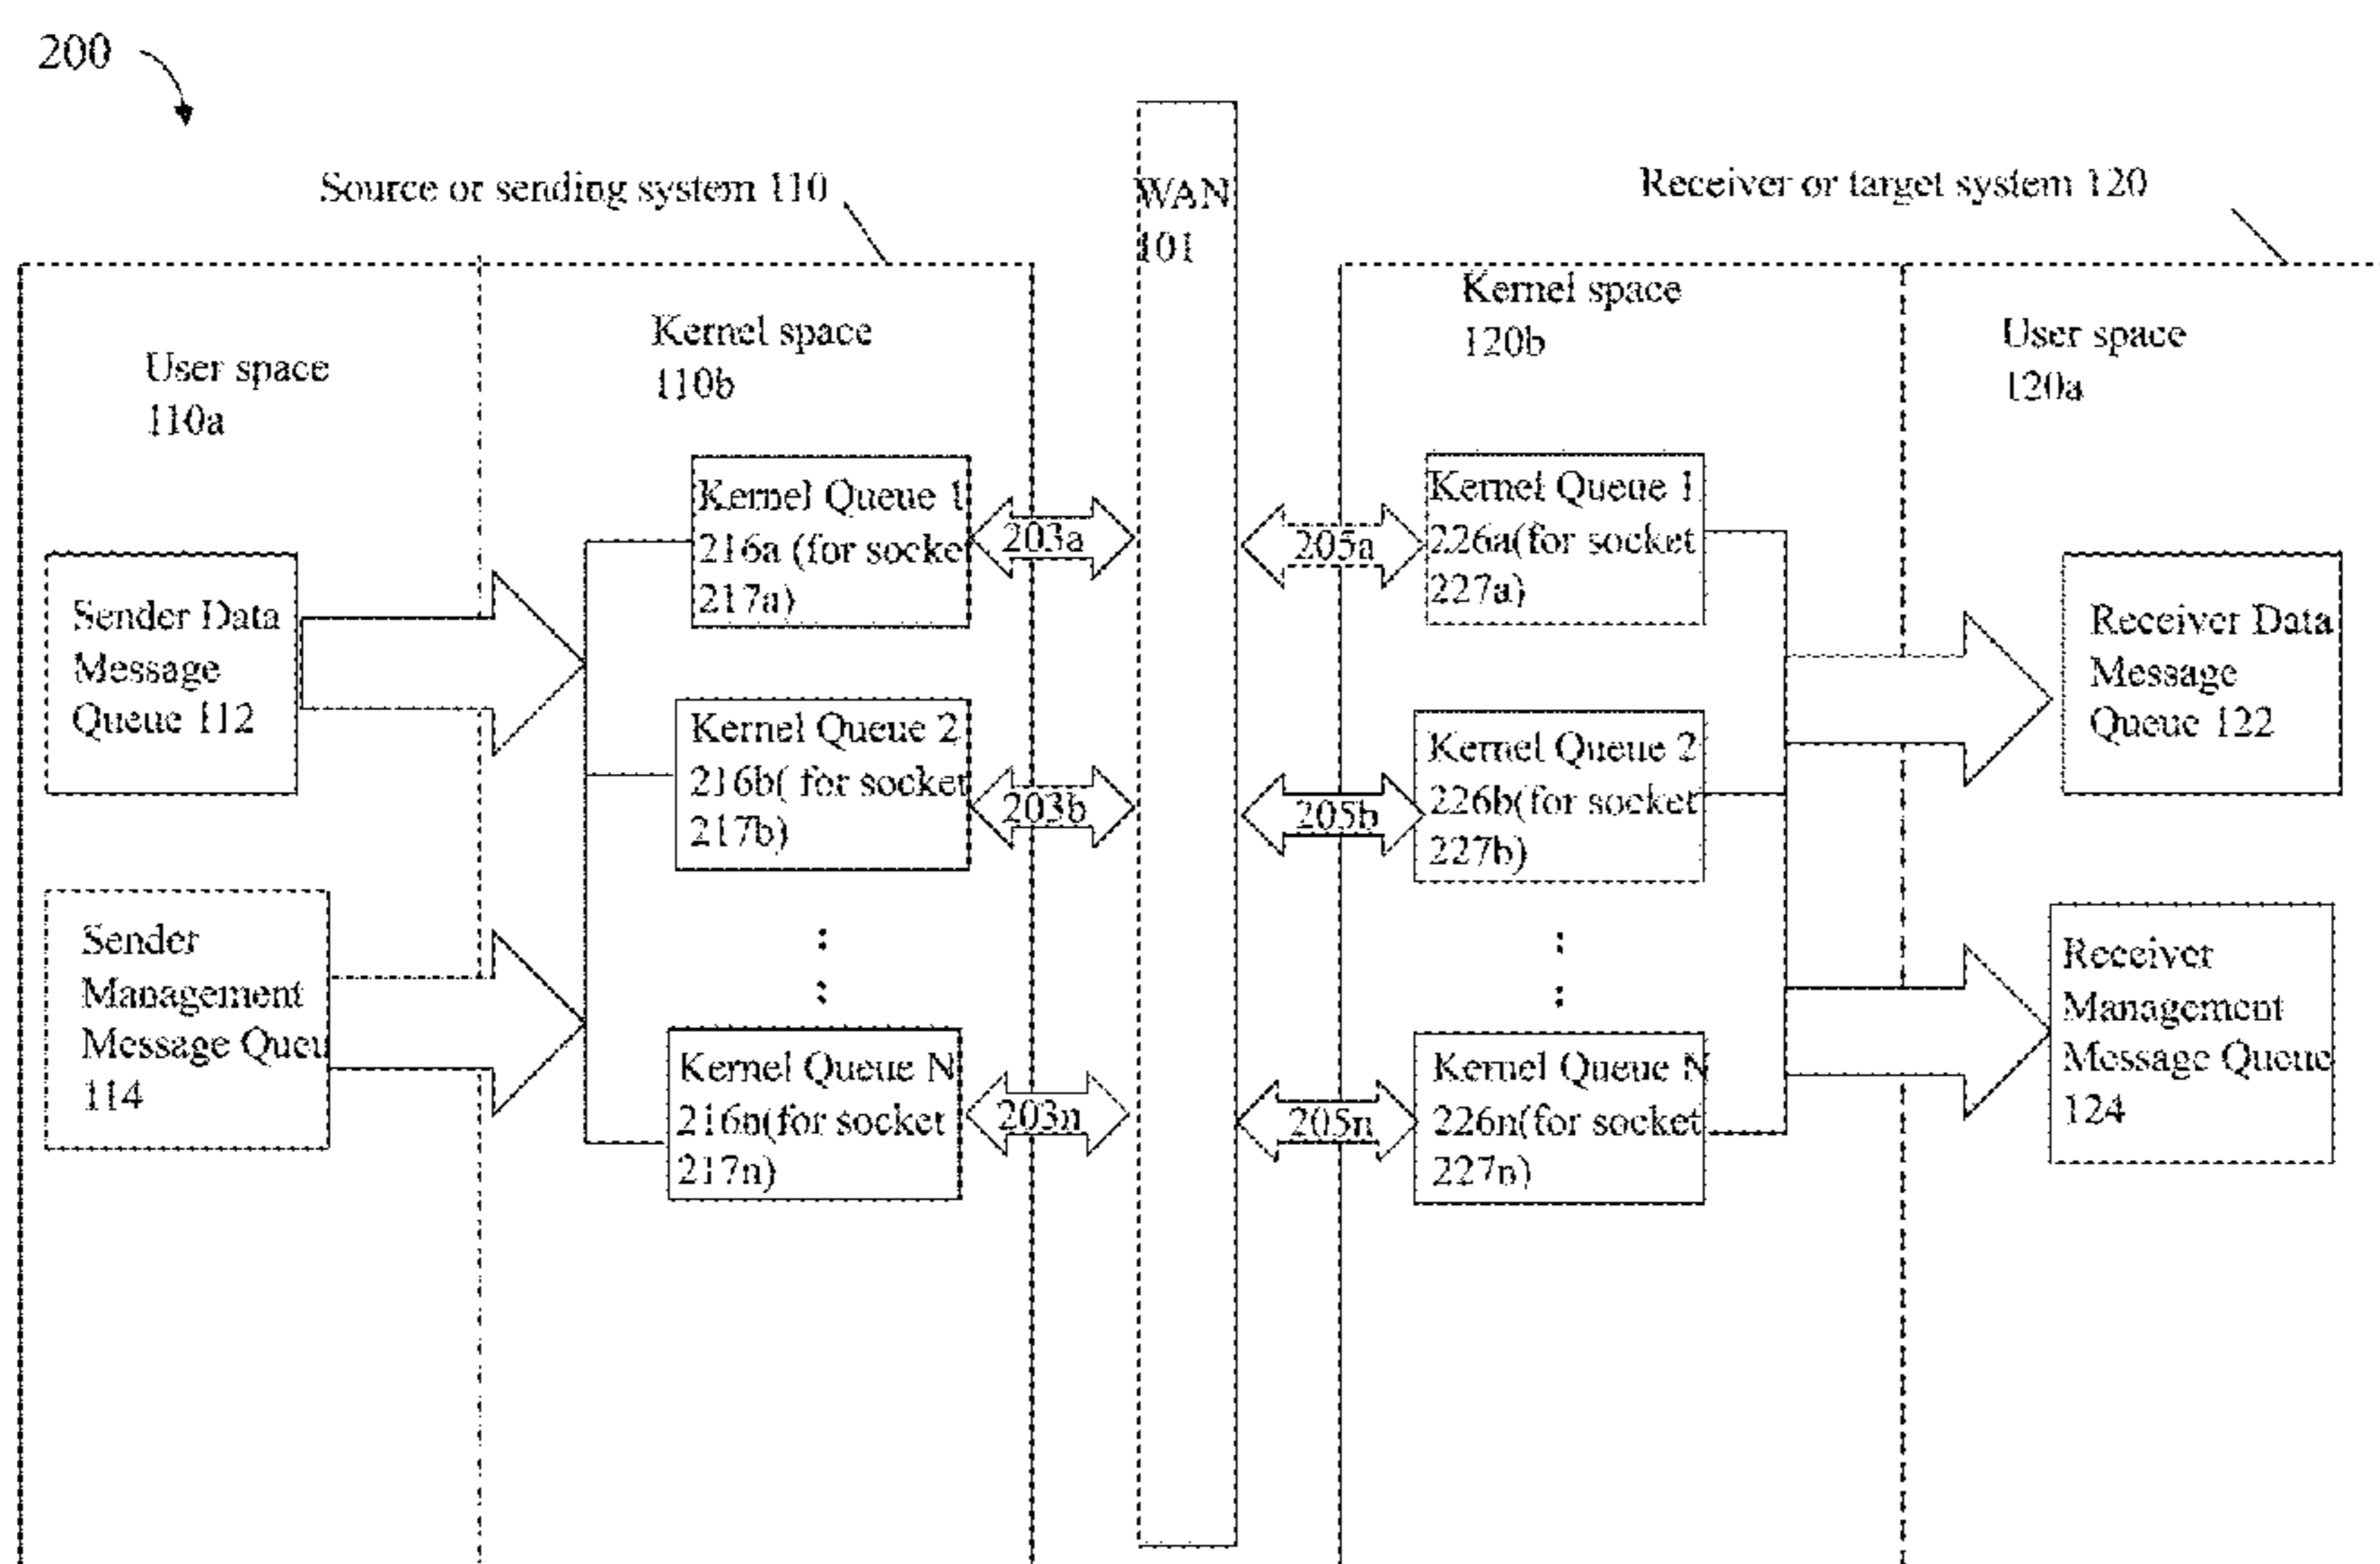 200
Source or sending system 110
WAN
101
Receiver or target system 120
User space
110a
Kernel space
110b
Kernel space
120b
User space
120a
Sender Data
Message
Queue 112
Sender
Management
Message Queu
114
Kernel Queue 1
216a (for socke
217a)
Kernel Queue 2
216b( for socket
217b)
:
:
Kernel Queue N
216n(for socket
217n)
203a
203b
203n
205a
205b
205n
Kernel Queue 1
226a(for socket
227a)
Kernel Queue 2
226b(for socket
227b)
:
:
Kernel Queue N
226n(for socket
227n)
Receiver Data
Message
Queue 122
Receiver
Management
Message Queue
124